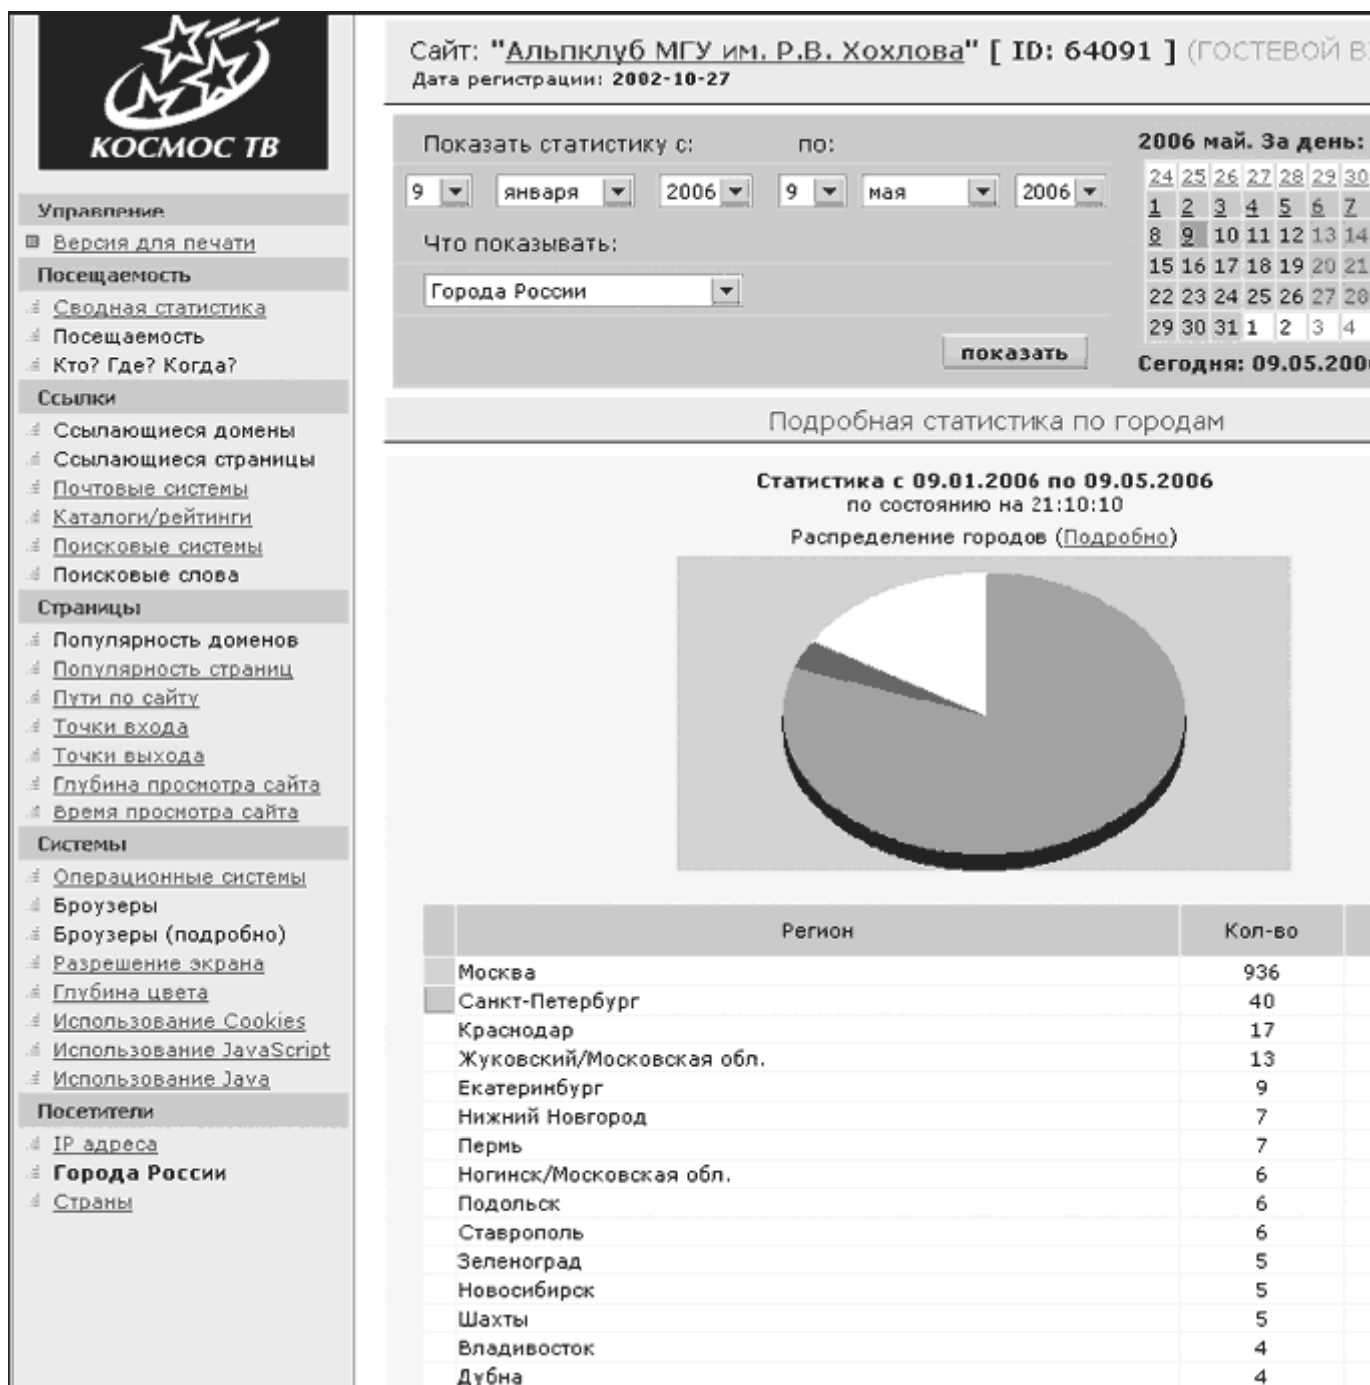 КОСМОС ТВ
Управление
Версия для печати
Посещаемость
Сводная статистика
Посещаемость
Кто? Где? Когда?
Ссылки
Ссылающиеся домены
Ссылающиеся страницы
Почтовые системы
Каталоги/рейтинги
Поисковые системы
Поисковые слова
Страницы
Популярность доменов
Популярность страниц
Пути по сайту
Точки входа
Точки выхода
Глубина просмотра сайта
Время просмотра сайта
Системы
Операционные системы
Броузеры
Броузеры (подробно)
Разрешение экрана
Глубина цвета
Использование Cookies
Использование JavaScript
Использование Java
Посетители
IP адреса
Города России
Страны
Сайт: "Альпклуб МГУ им. Р.В. Хохлова" [ ID: 64091 ] (ГОСТЕВОЙ
Дата регистрации: 2002-10-27
Показать статистику с: по:
9 января 2006 9 мая 2006
Что показывать:
Города России
показать
2006 май. За день:
24 25 26 27 28 29 30
1 2 3 4 5 6 7
8 9 10 11 12 13 14
15 16 17 18 19 20 21
22 23 24 25 26 27 28
29 30 31 1 2 3 4
Сегодня: 09.05.200
Подробная статистика по городам
Статистика с 09.01.2006 по 09.05.2006
по состоянию на 21:10:10
Распределение городов (Подробно)
Регион Кол-во
Москва 936
Санкт-Петербург 40
Краснодар 17
Жуковский/Московская обл. 13
Екатеринбург 9
Нижний Новгород 7
Пермь 7
Ногинск/Московская обл. 6
Подольск 6
Ставрополь 6
Зеленоград 5
Новосибирск 5
Шахты 5
Владивосток 4
Дубна 4